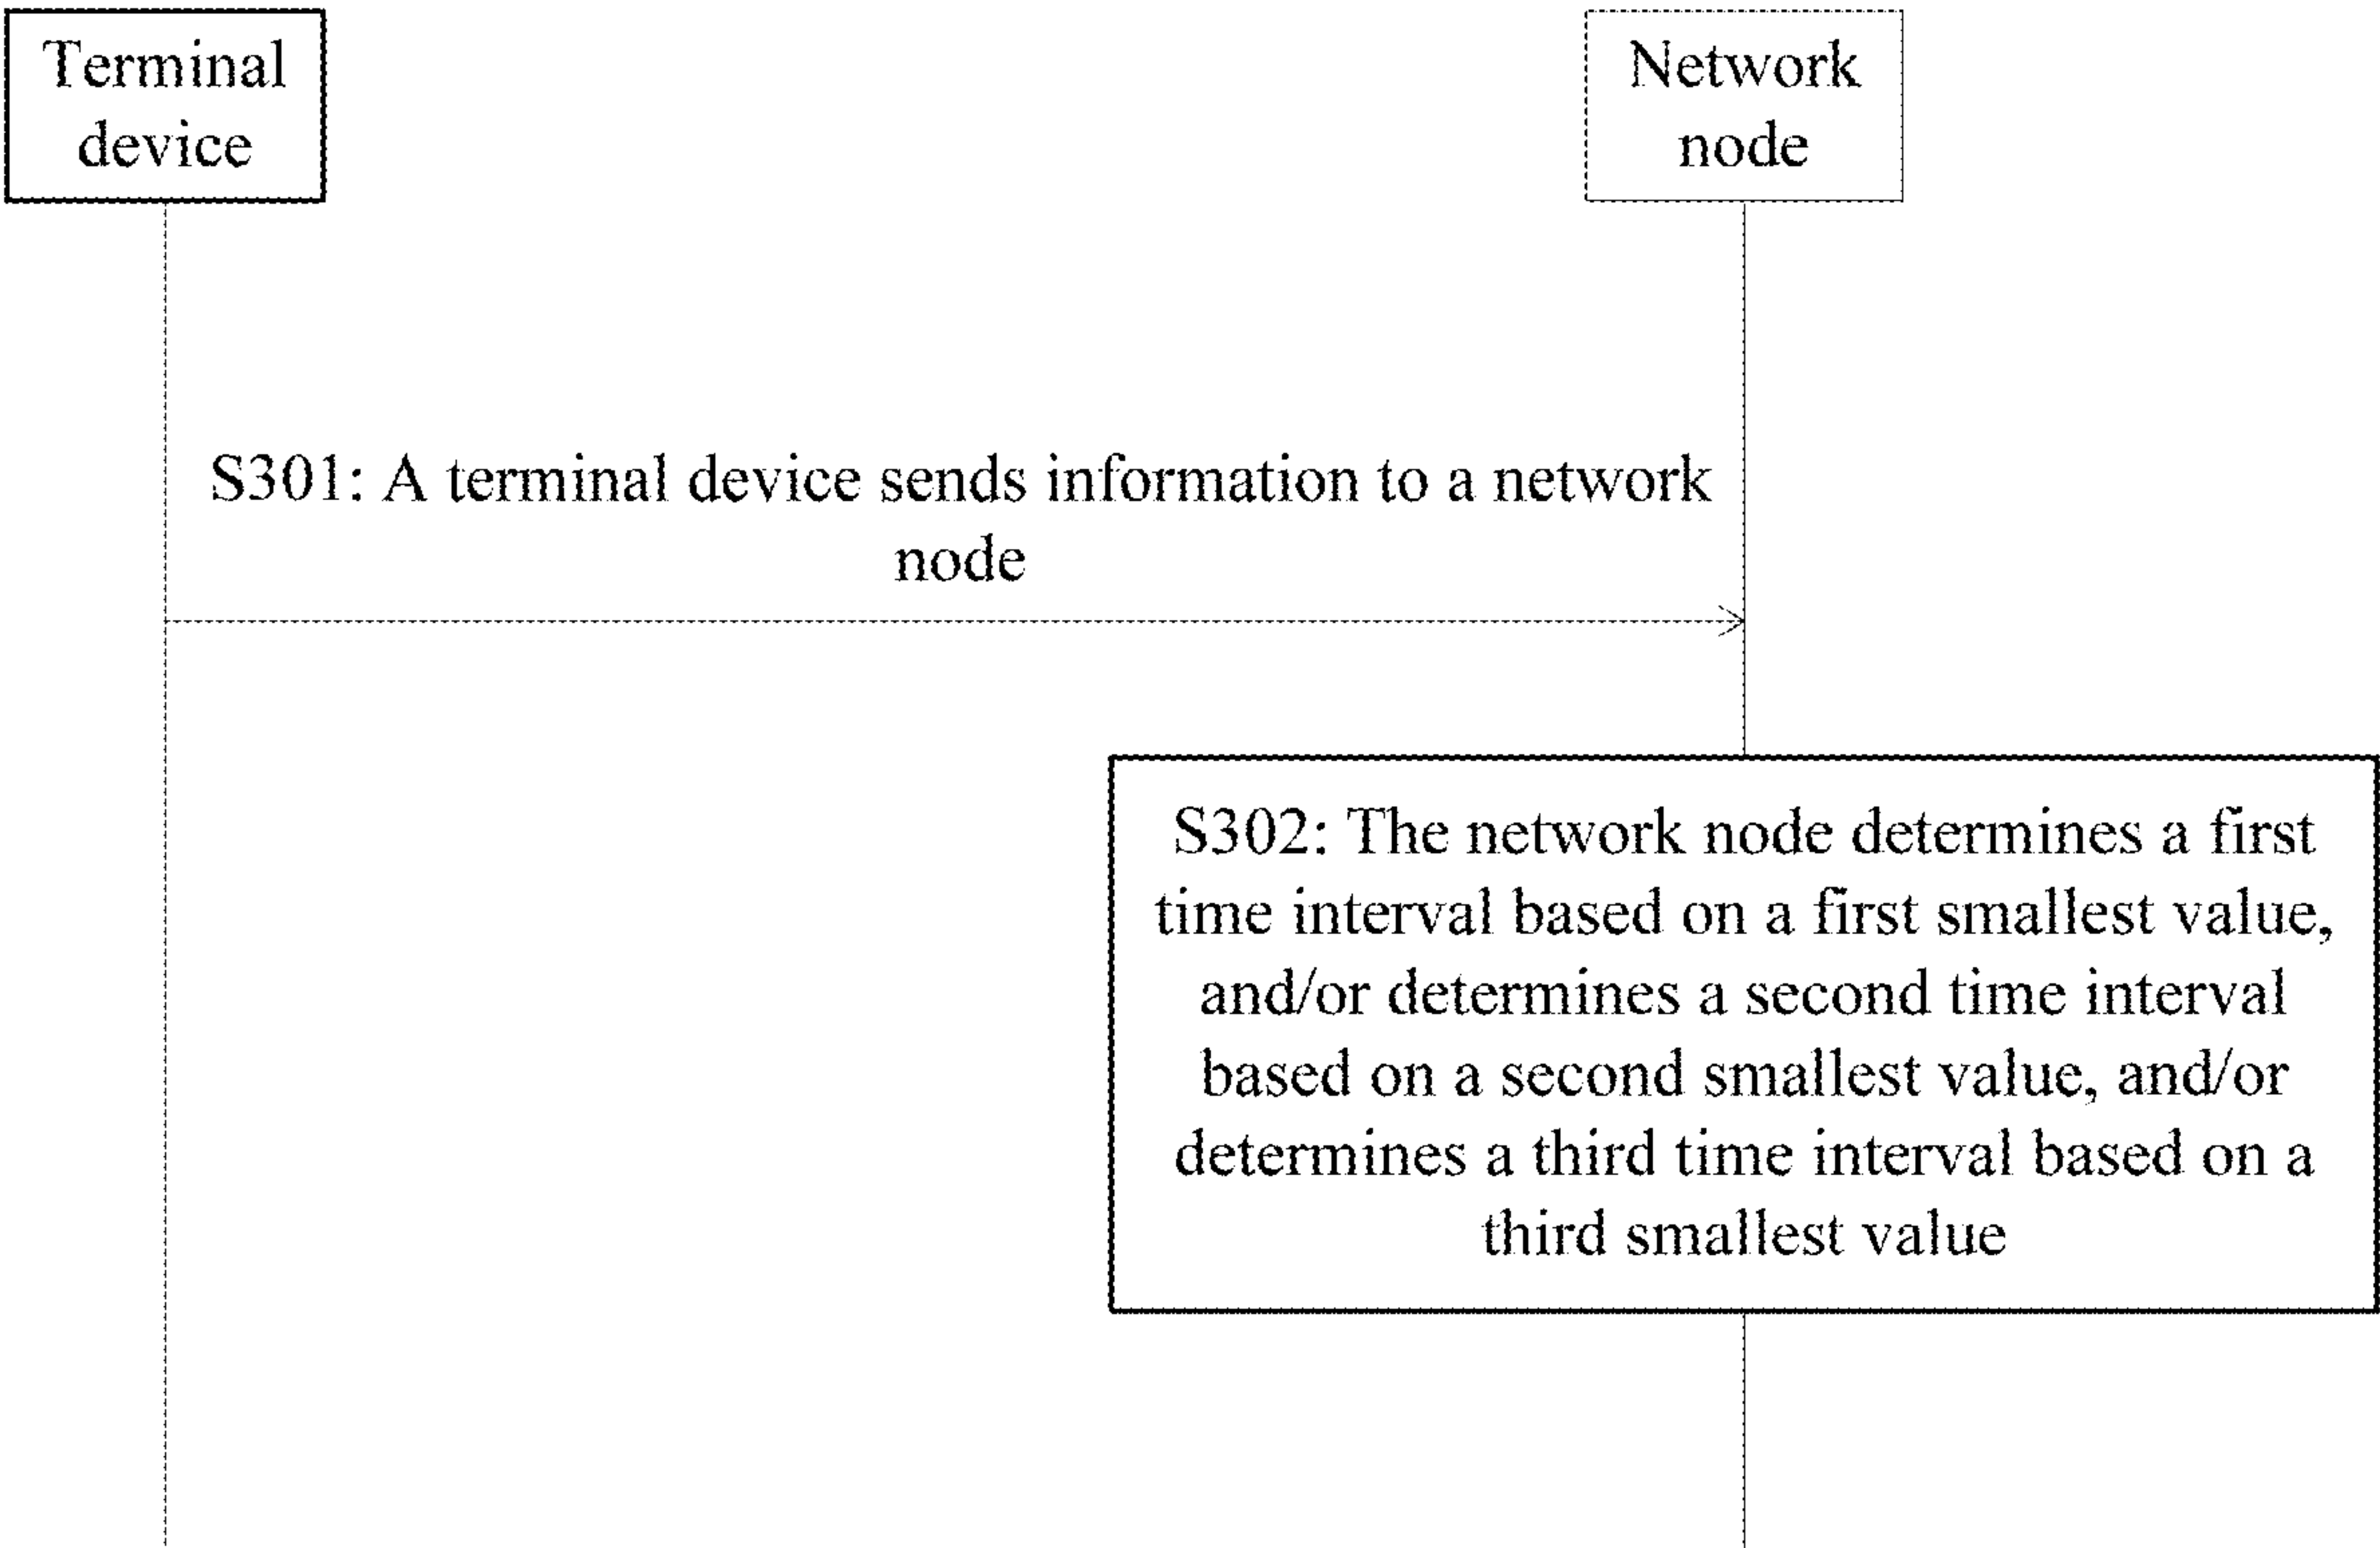 Terminal
device
Network
node
S301: A terminal device sends information to a network
node
S302: The network node determines a first
time interval based on a first smallest value,
and/or determines a second time interval
based on a second smallest value, and/or
determines a third time interval based on a
third smallest value